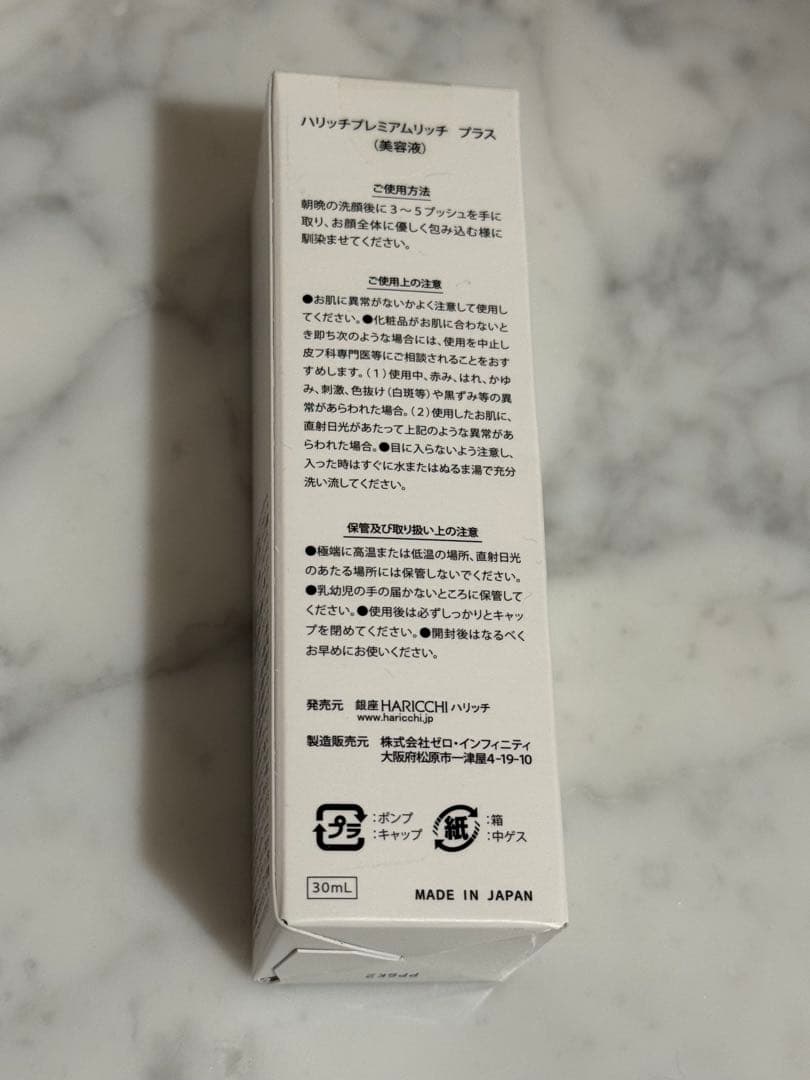 ハリッチプレミアムリッチ　プラス
（美容液）
ご使用方法
朝晩の洗顔後に3～5プッシュを手に
取り、お顔全体に優しく包み込む様に
馴染ませてください。
ご使用上の注意
●お肌に異常がないかよく注意して使用し
てください。●化粧品がお肌に合わないと
き即ち次のような場合には、使用を中止し
皮フ科専門医等にご相談されることをおす
すめします。（1）使用中、赤み、はれ、かゆ
み、刺激、色抜け（白斑等）や黒ずみ等の異
常があらわれた場合。（2）使用したお肌に、
直射日光があたって上記のような異常があ
らわれた場合。●目に入らないよう注意し、
入った時はすぐに水またはぬるま湯で充分
洗い流してください。
保管及び取り扱い上の注意
●極端に高温または低温の場所、直射日光
のあたる場所には保管しないでください。
●乳幼児の手の届かないところに保管して
ください。●使用後は必ずしっかりとキャッ
プを閉めてください。●開封後はなるべく
お早めにお使いください。
発売元　銀座 HARICCHI ハリッチ
www.haricchi.jp
製造販売元　株式会社ゼロ・インフィニティ
大阪府松原市一津屋4-19-10
プラ：ポンプ
：キャップ
紙：箱
：中ゲス
30mL
MADE IN JAPAN